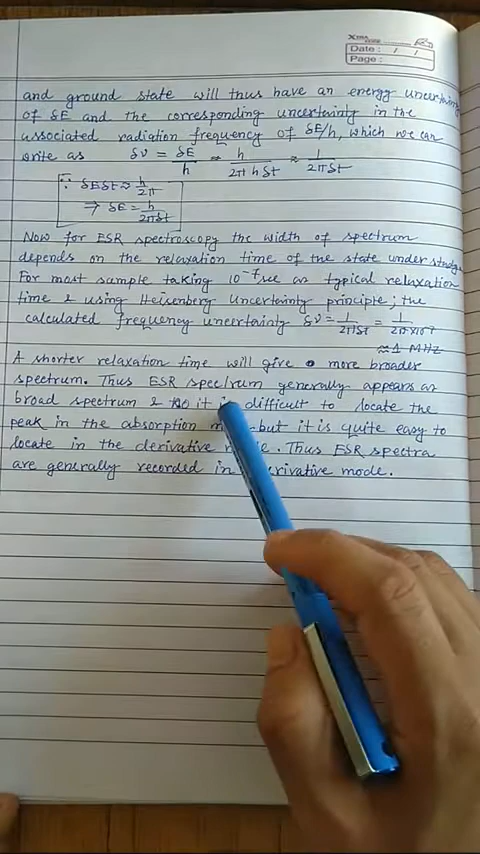 Date : / /
Page :
and ground state will thus have an energy uncertainty
of δE and the corresponding uncertainty in the
associated radiation frequency of δE/h, which we can
write as δν = δE/h ≈ h/2πhδt ≈ 1/2πδt
∵ δEδt ≈ h/2π
⇒ δE = h/2πδt
Now for ESR spectroscopy the width of spectrum
depends on the relaxation time of the state under study.
For most sample taking 10⁻⁷ sec as typical relaxation
time & using Heisenberg Uncertainty principle; the
calculated frequency uncertainty δν = 1/2πδt = 1/2π×10⁻⁷
≈ 1 MHz
A shorter relaxation time will give a more broader
spectrum. Thus ESR spectrum generally appears as
broad spectrum & so it is difficult to locate the
peak in the absorption but it is quite easy to
locate in the derivative . Thus ESR spectra
are generally recorded in derivative mode.